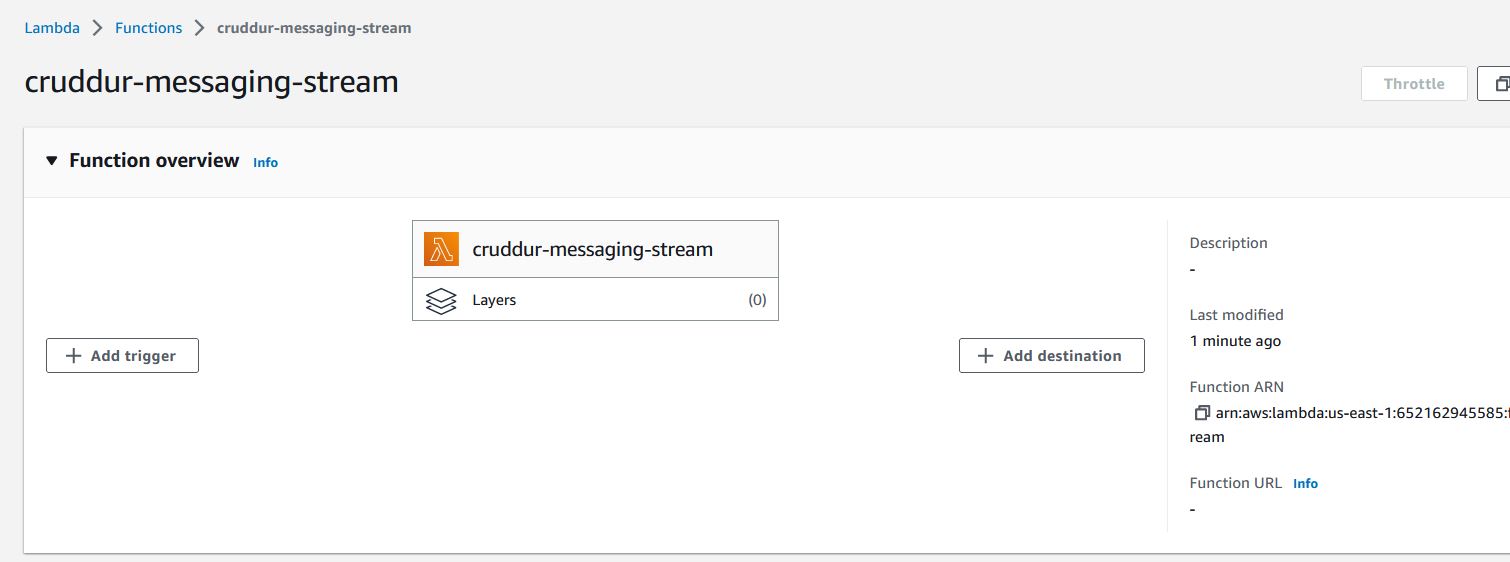 Lambda > Functions > cruddur-messaging-stream
cruddur-messaging-stream
Throttle
Function overview Info
cruddur-messaging-stream
Layers (0)
Add trigger
Add destination
Description
-
Last modified
1 minute ago
Function ARN
arn:aws:lambda:us-east-1:652162945585:f
ream
Function URL Info
-